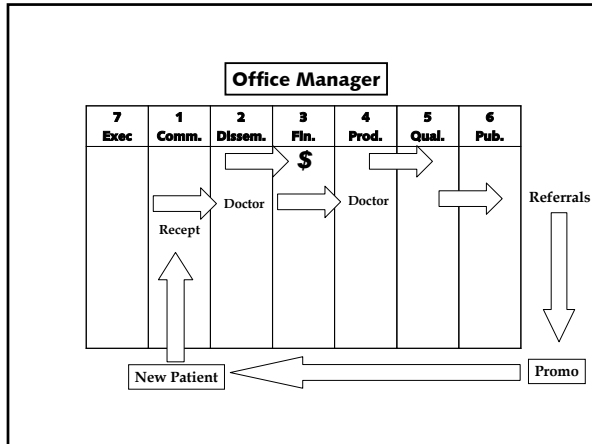 Office Manager
7 1 2 3 4 5 6
Exec Comm. Dissem. Fin. Prod. Qual. Pub.
$
Doctor Doctor Referrals
Recept
New Patient Promo